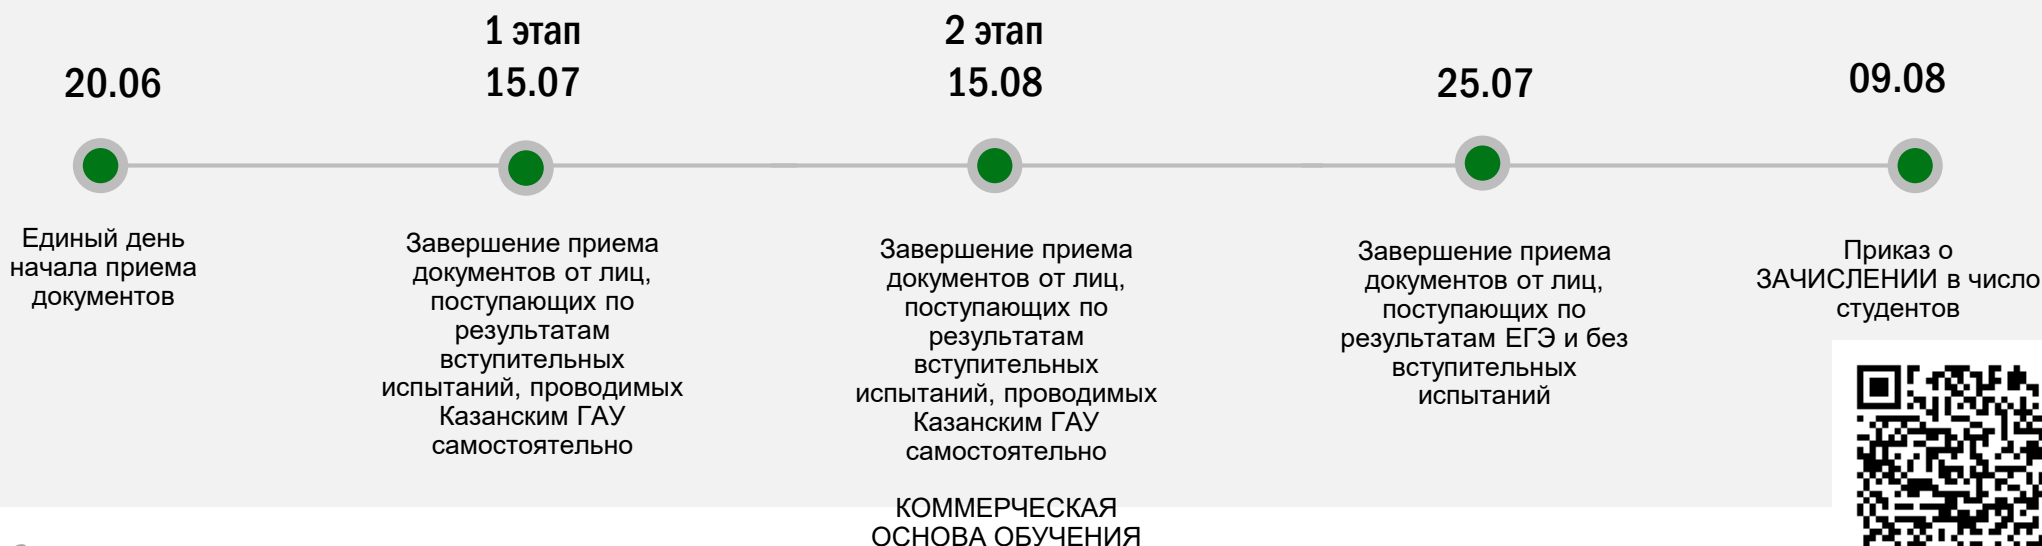 20.06
Единый день
начала приема
документов
1 этап
15.07
Завершение приема
документов от лиц,
поступающих по
результатам
вступительных
испытаний, проводимых
Казанским ГАУ
самостоятельно
2 этап
15.08
Завершение приема
документов от лиц,
поступающих по
результатам
вступительных
испытаний, проводимых
Казанским ГАУ
самостоятельно
КОММЕРЧЕСКАЯ
ОСНОВА ОБУЧЕНИЯ
25.07
Завершение приема
документов от лиц,
поступающих по
результатам ЕГЭ и без
вступительных
испытаний
09.08
Приказ о
ЗАЧИСЛЕНИИ в число
студентов